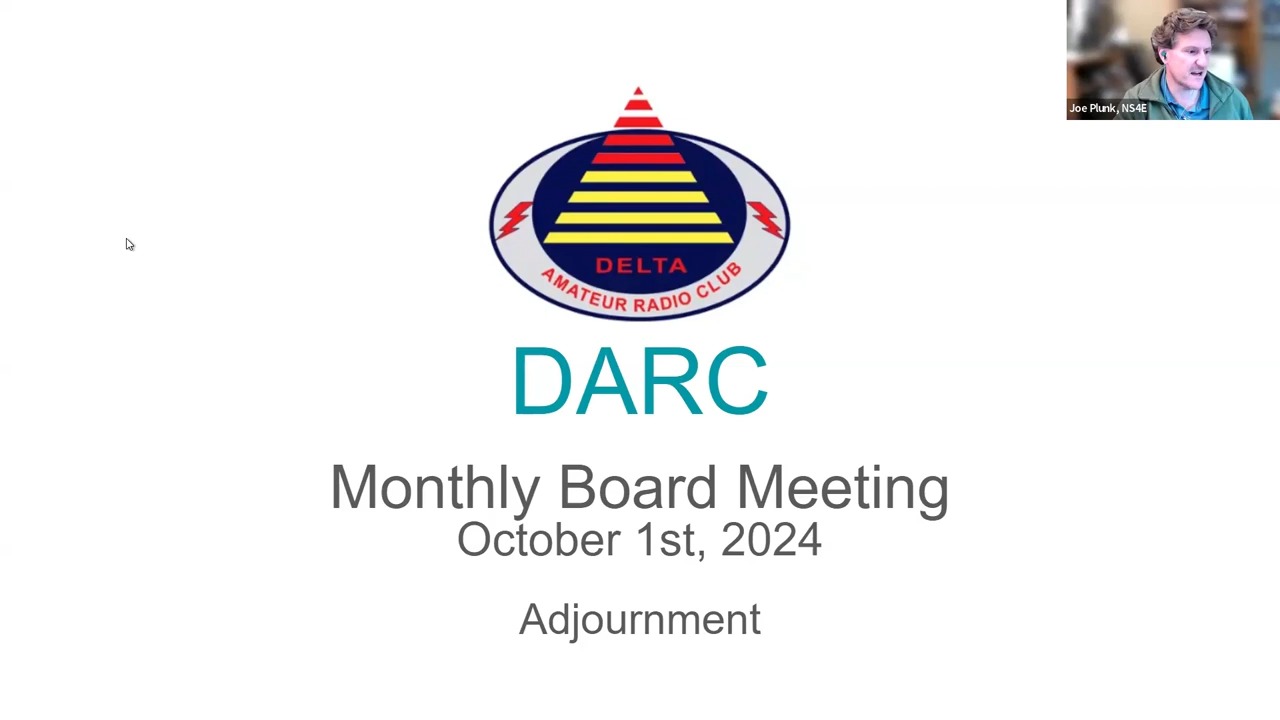 Joe Plunk, NS4E
DELTA
AMATEUR RADIO CLUB
DARC
Monthly Board Meeting
October 1st, 2024
Adjournment